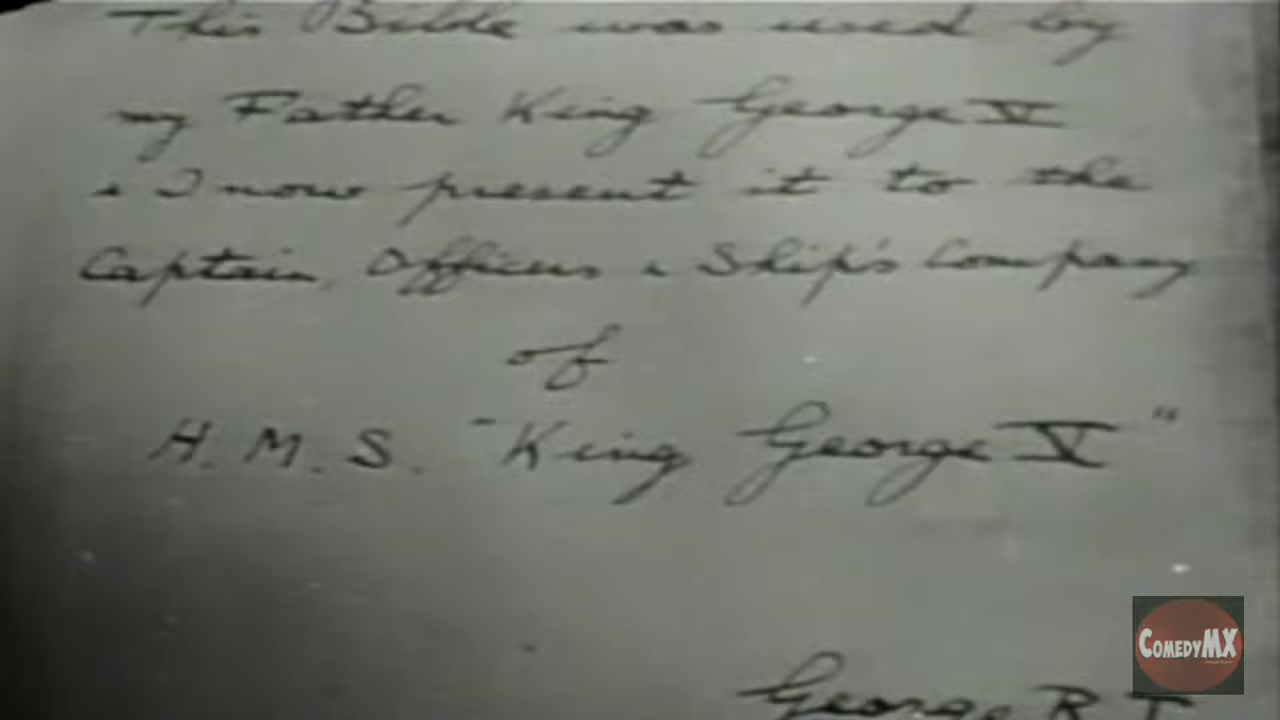 This Bible was used by
my Father King George V
& I now present it to the
Captain, Officers & Ship's Company
of
H.M.S. "King George V"
George R.I.
COMEDYMX